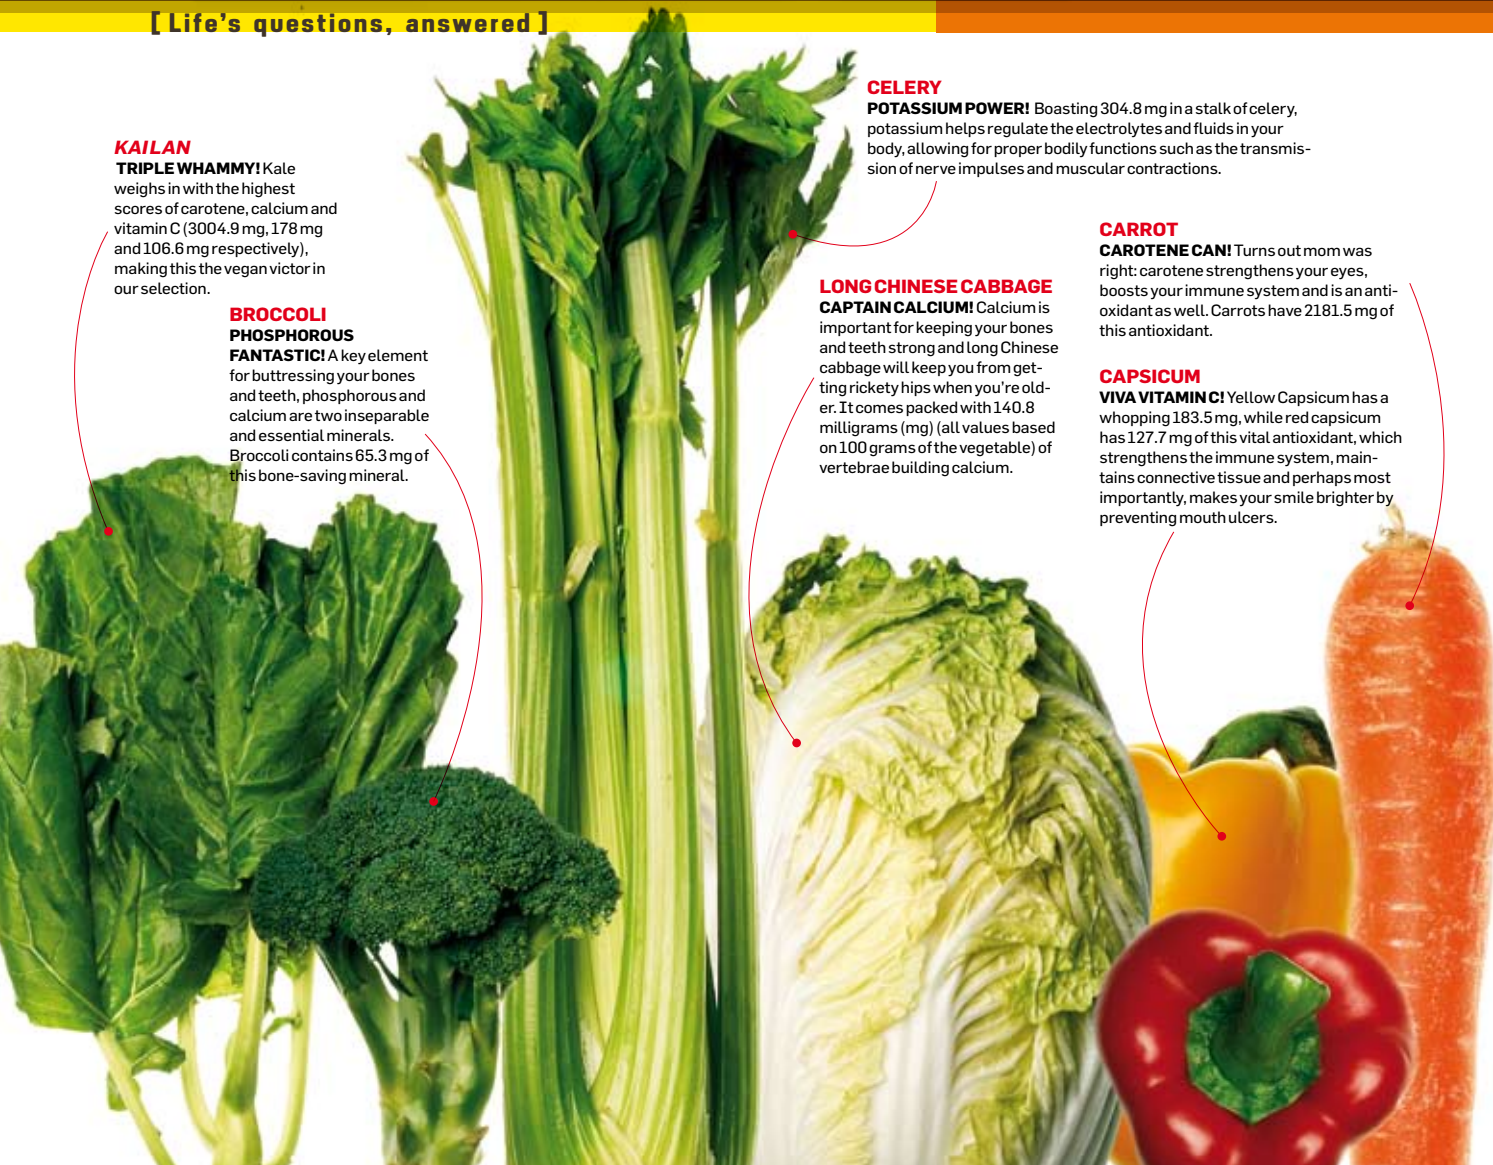 [ Life's questions, answered ]
KAILAN
TRIPLE WHAMMY! Kale
weighs in with the highest
scores of carotene, calcium and
vitamin C (3004.9 mg, 178 mg
and 106.6 mg respectively),
making this the vegan victor in
our selection.
BROCCOLI
PHOSPHOROUS
FANTASTIC! A key element
for buttressing your bones
and teeth, phosphorous and
calcium are two inseparable
and essential minerals.
Broccoli contains 65.3 mg of
this bone-saving mineral.
CELERY
POTASSIUM POWER! Boasting 304.8 mg in a stalk of celery,
potassium helps regulate the electrolytes and fluids in your
body, allowing for proper bodily functions such as the transmis-
sion of nerve impulses and muscular contractions.
LONG CHINESE CABBAGE
CAPTAIN CALCIUM! Calcium is
important for keeping your bones
and teeth strong and long Chinese
cabbage will keep you from get-
ting rickety hips when you're old-
er. It comes packed with 140.8
milligrams (mg) (all values based
on 100 grams of the vegetable) of
vertebrae building calcium.
CARROT
CAROTENE CAN! Turns out mom was
right: carotene strengthens your eyes,
boosts your immune system and is an anti-
oxidant as well. Carrots have 2181.5 mg of
this antioxidant.
CAPSICUM
VIVA VITAMIN C! Yellow Capsicum has a
whopping 183.5 mg, while red capsicum
has 127.7 mg of this vital antioxidant, which
strengthens the immune system, main-
tains connective tissue and perhaps most
importantly, makes your smile brighter by
preventing mouth ulcers.